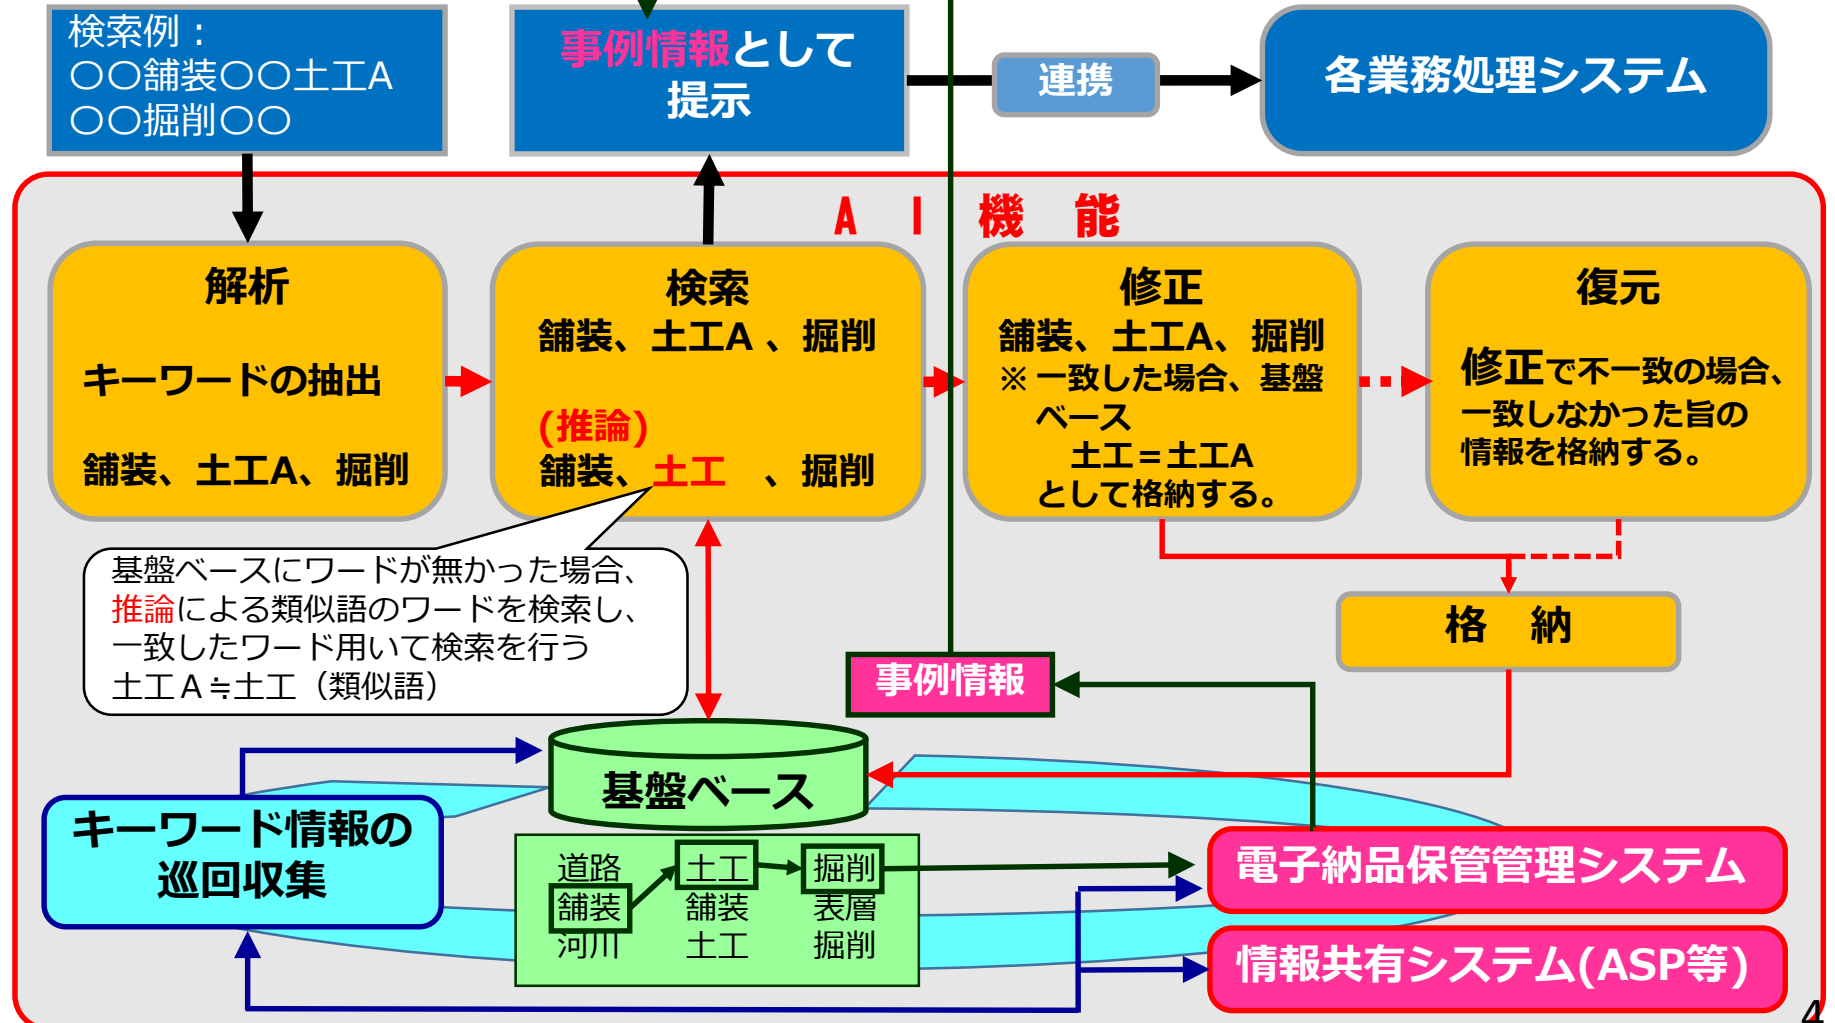 検索例：
〇〇舗装〇〇土工A
〇〇掘削〇〇
事例情報として
提示
連携
各業務処理システム
ＡＩ機能
解析
キーワードの抽出
舗装、土工A、掘削
検索
舗装、土工A 、掘削
(推論)
舗装、土工　、掘削
修正
舗装、土工A、掘削
※ 一致した場合、基盤
ベース
土工＝土工A
として格納する。
復元
修正で不一致の場合、
一致しなかった旨の
情報を格納する。
基盤ベースにワードが無かった場合、
推論による類似語のワードを検索し、
一致したワード用いて検索を行う
土工Ａ≒土工（類似語）
格　納
事例情報
基盤ベース
キーワード情報の
巡回収集
道路　土工　掘削
舗装　舗装　表層
河川　土工　掘削
電子納品保管管理システム
情報共有システム(ASP等)
4